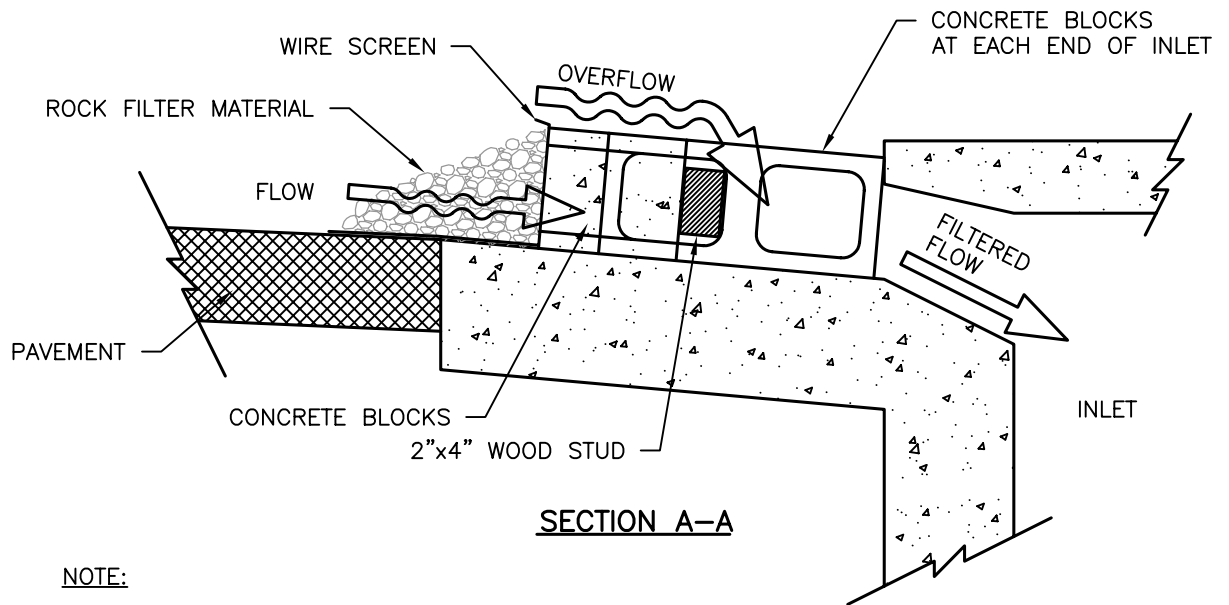 CONCRETE BLOCKS
AT EACH END OF INLET
WIRE SCREEN
OVERFLOW
ROCK FILTER MATERIAL
FLOW
FILTERED
FLOW
PAVEMENT
CONCRETE BLOCKS
INLET
2”x4” WOOD STUD
SECTION A–A
NOTE: